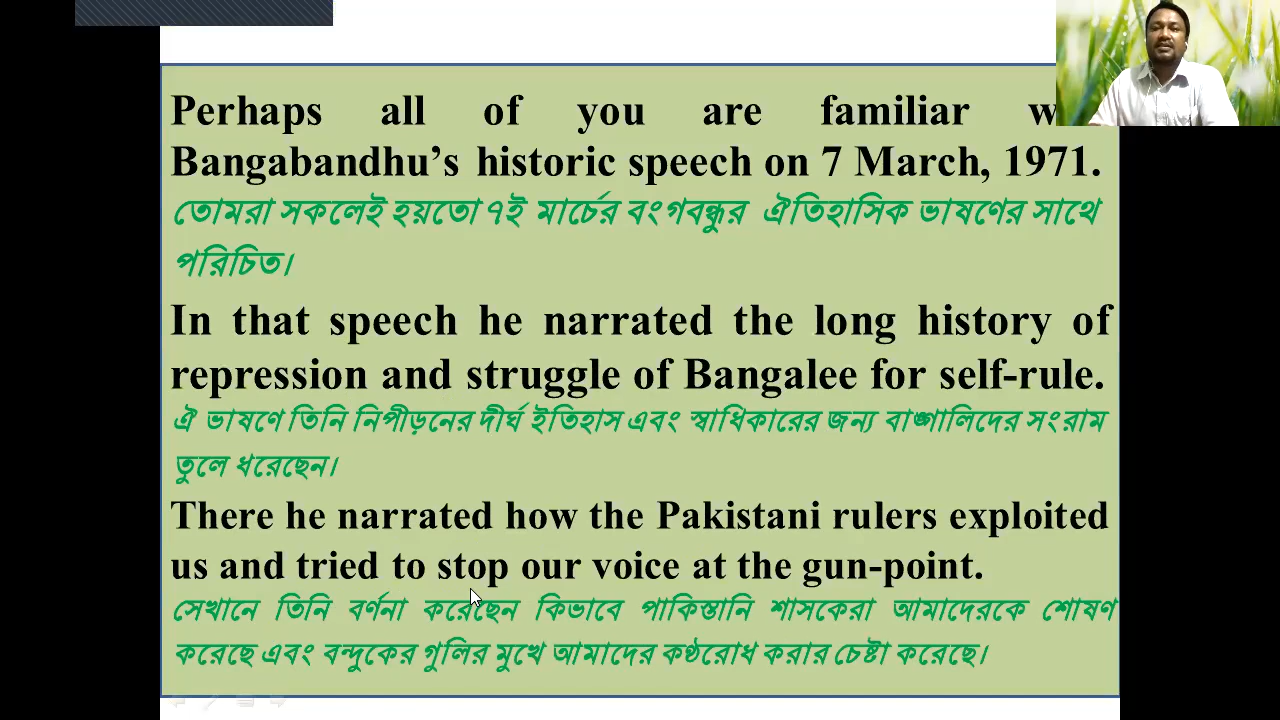 Perhaps all of you are familiar
Bangabandhu’s historic speech on 7 March, 1971.
তোমরা সকলেই হয়তো ৭ই মার্চের বংগবন্ধুর ঐতিহাসিক ভাষণের সাথে
পরিচিত।
In that speech he narrated the long history of
repression and struggle of Bangalee for self-rule.
ঐ ভাষণে তিনি নিপীড়নের দীর্ঘ ইতিহাস এবং স্বাধিকারের জন্য বাঙ্গালিদের সংরাম
তুলে ধরেছেন।
There he narrated how the Pakistani rulers exploited
us and tried to stop our voice at the gun-point.
সেখানে তিনি বর্ণনা করেছেন কিভাবে পাকিস্তানি শাসকেরা আমাদেরকে শোষণ
করেছে এবং বন্দুকের গুলির মুখে আমাদের কণ্ঠরোধ করার চেষ্টা করেছে।